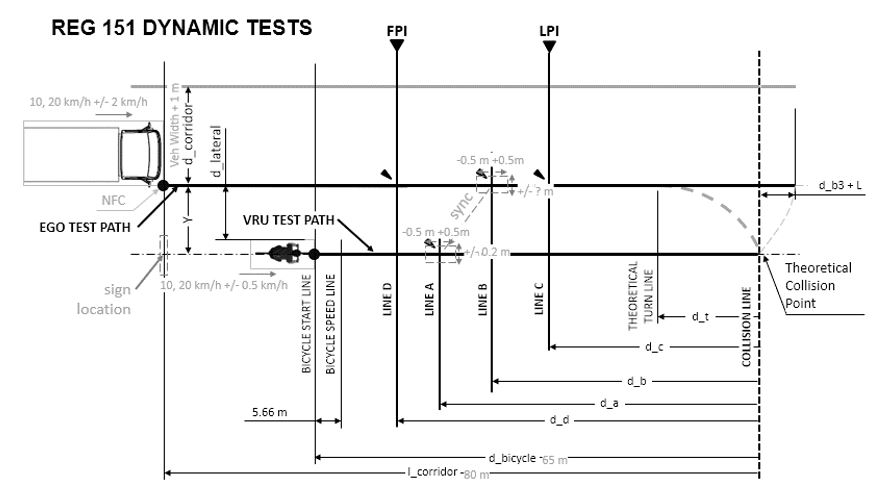 REG 151 DYNAMIC TESTS
FPI
LPI
10, 20 km/h +/- 2 km/h
Veh Width + 1 m
d_corridor
d_lateral
-0.5 m +0.5m
+/- ? m
sync
d_b3 + L
NFC
EGO TEST PATH
Y
VRU TEST PATH
-0.5 m +0.5m
+/-0.2 m
sign
location
10, 20 km/h +/- 0.5 km/h
Theoretical
Collision
Point
BICYCLE START LINE
BICYCLE SPEED LINE
LINE D
LINE A
LINE B
LINE C
THEORETICAL
TURN LINE
COLLISION LINE
d_t
d_c
d_b
d_a
5.66 m
d_d
d_bicycle -65 m
l_corridor -80 m